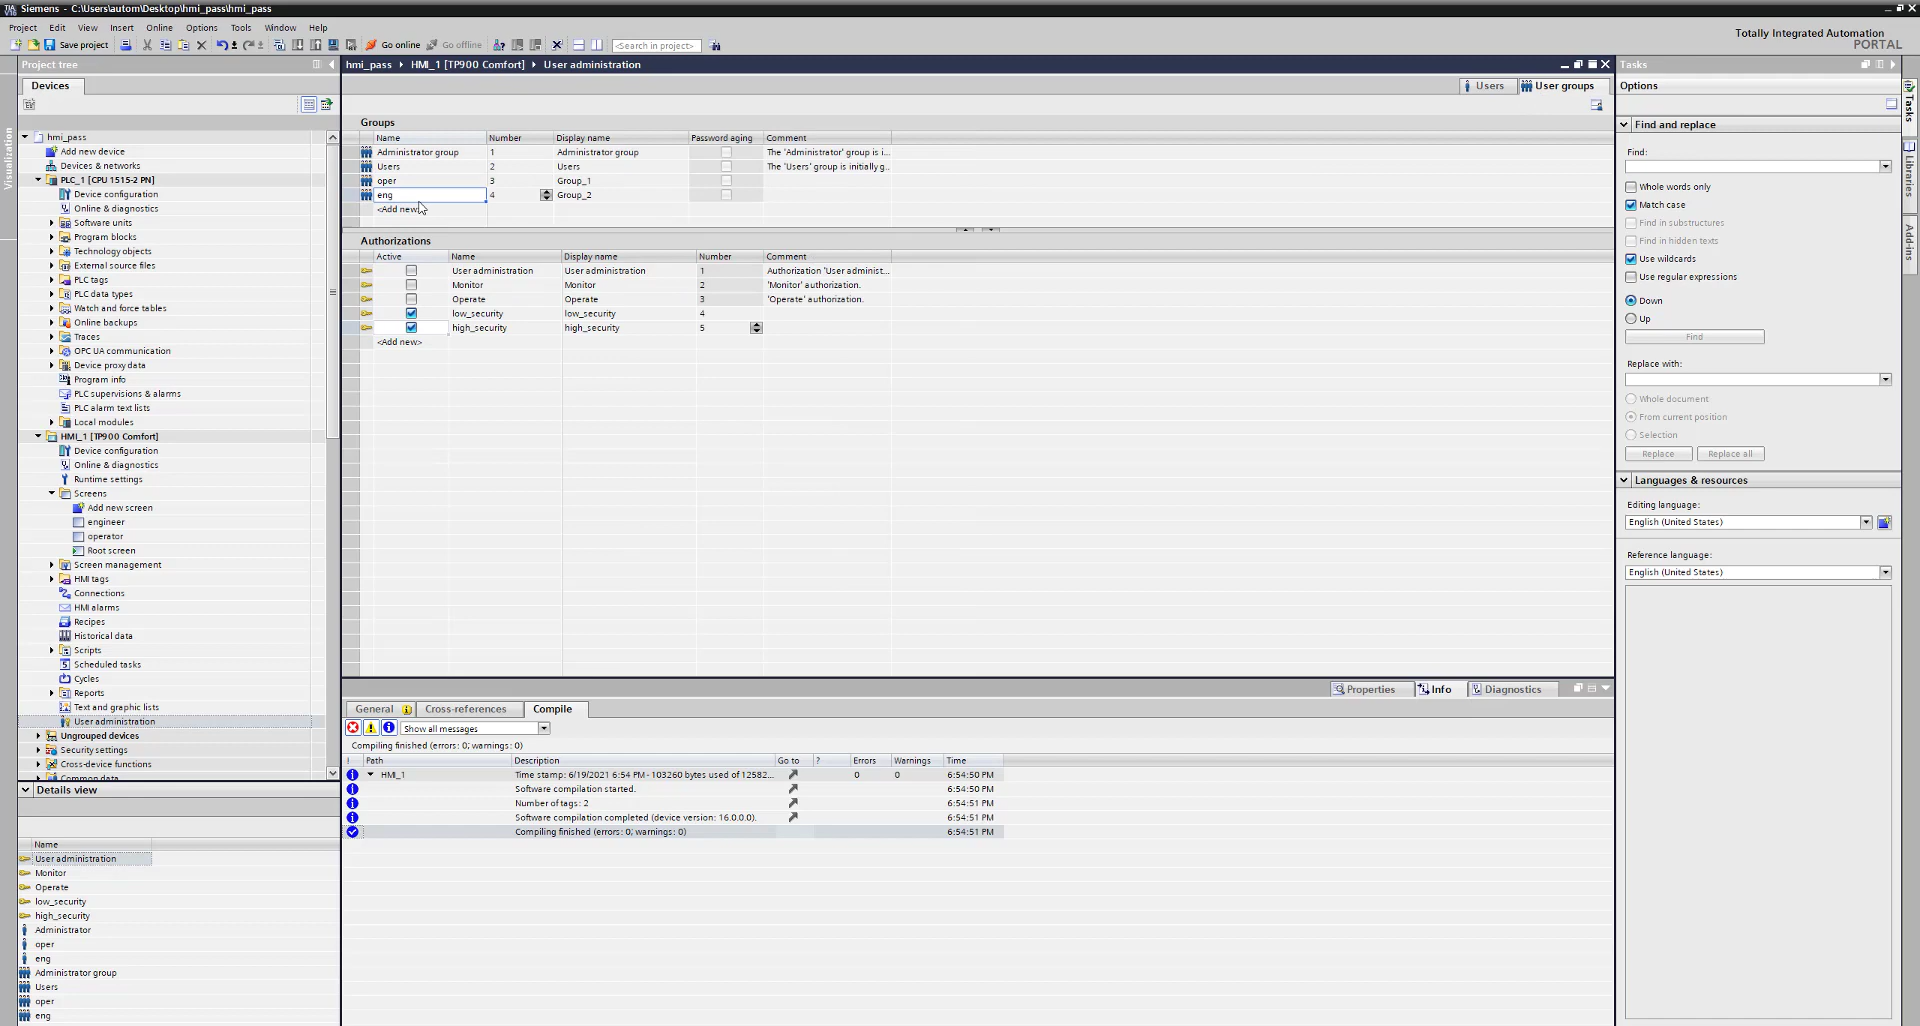 Siemens - C:\Users\autom\Desktop\hmi_pass\hmi_pass
Project Edit View Insert Online Options Tools Window Help
Save project Go online Go offline <Search in project>
Totally Integrated Automation
PORTAL
Project tree
Devices
Visualization
hmi_pass
Add new device
Devices & networks
PLC_1 [CPU 1515-2 PN]
Device configuration
Online & diagnostics
Software units
Program blocks
Technology objects
External source files
PLC tags
PLC data types
Watch and force tables
Online backups
Traces
OPC UA communication
Device proxy data
Program info
PLC supervisions & alarms
PLC alarm text lists
Local modules
HMI_1 [TP900 Comfort]
Device configuration
Online & diagnostics
Runtime settings
Screens
Add new screen
engineer
operator
Root screen
Screen management
HMI tags
Connections
HMI alarms
Recipes
Historical data
Scripts
Scheduled tasks
Cycles
Reports
Text and graphic lists
User administration
Ungrouped devices
Security settings
Cross-device functions
Common data
Details view
Name
User administration
Monitor
Operate
low_security
high_security
Administrator
oper
eng
Administrator group
Users
oper
eng
hmi_pass HMI_1 [TP900 Comfort] User administration
Users User groups
Groups
Name Number Display name Password aging Comment
Administrator group 1 Administrator group The 'Administrator' group is i...
Users 2 Users The 'Users' group is initially g...
oper 3 Group_1
eng 4 Group_2
<Add new>
Authorizations
Active Name Display name Number Comment
User administration User administration 1 Authorization 'User administ...
Monitor Monitor 2 'Monitor' authorization.
Operate Operate 3 'Operate' authorization.
low_security low_security 4
high_security high_security 5
<Add new>
Properties Info Diagnostics
General Cross-references Compile
Show all messages
Compiling finished (errors: 0; warnings: 0)
! Path Description Go to ? Errors Warnings Time
HMI_1 Time stamp: 6/19/2021 6:54 PM - 103260 bytes used of 12582... 0 0 6:54:50 PM
Software compilation started. 6:54:50 PM
Number of tags: 2 6:54:51 PM
Software compilation completed (device version: 16.0.0.0). 6:54:51 PM
Compiling finished (errors: 0; warnings: 0) 6:54:51 PM
Tasks
Options
Find and replace
Find:
Whole words only
Match case
Find in substructures
Find in hidden texts
Use wildcards
Use regular expressions
Down
Up
Find
Replace with:
Whole document
From current position
Selection
Replace Replace all
Languages & resources
Editing language:
English (United States)
Reference language:
English (United States)
Tasks
Libraries
Add-ins